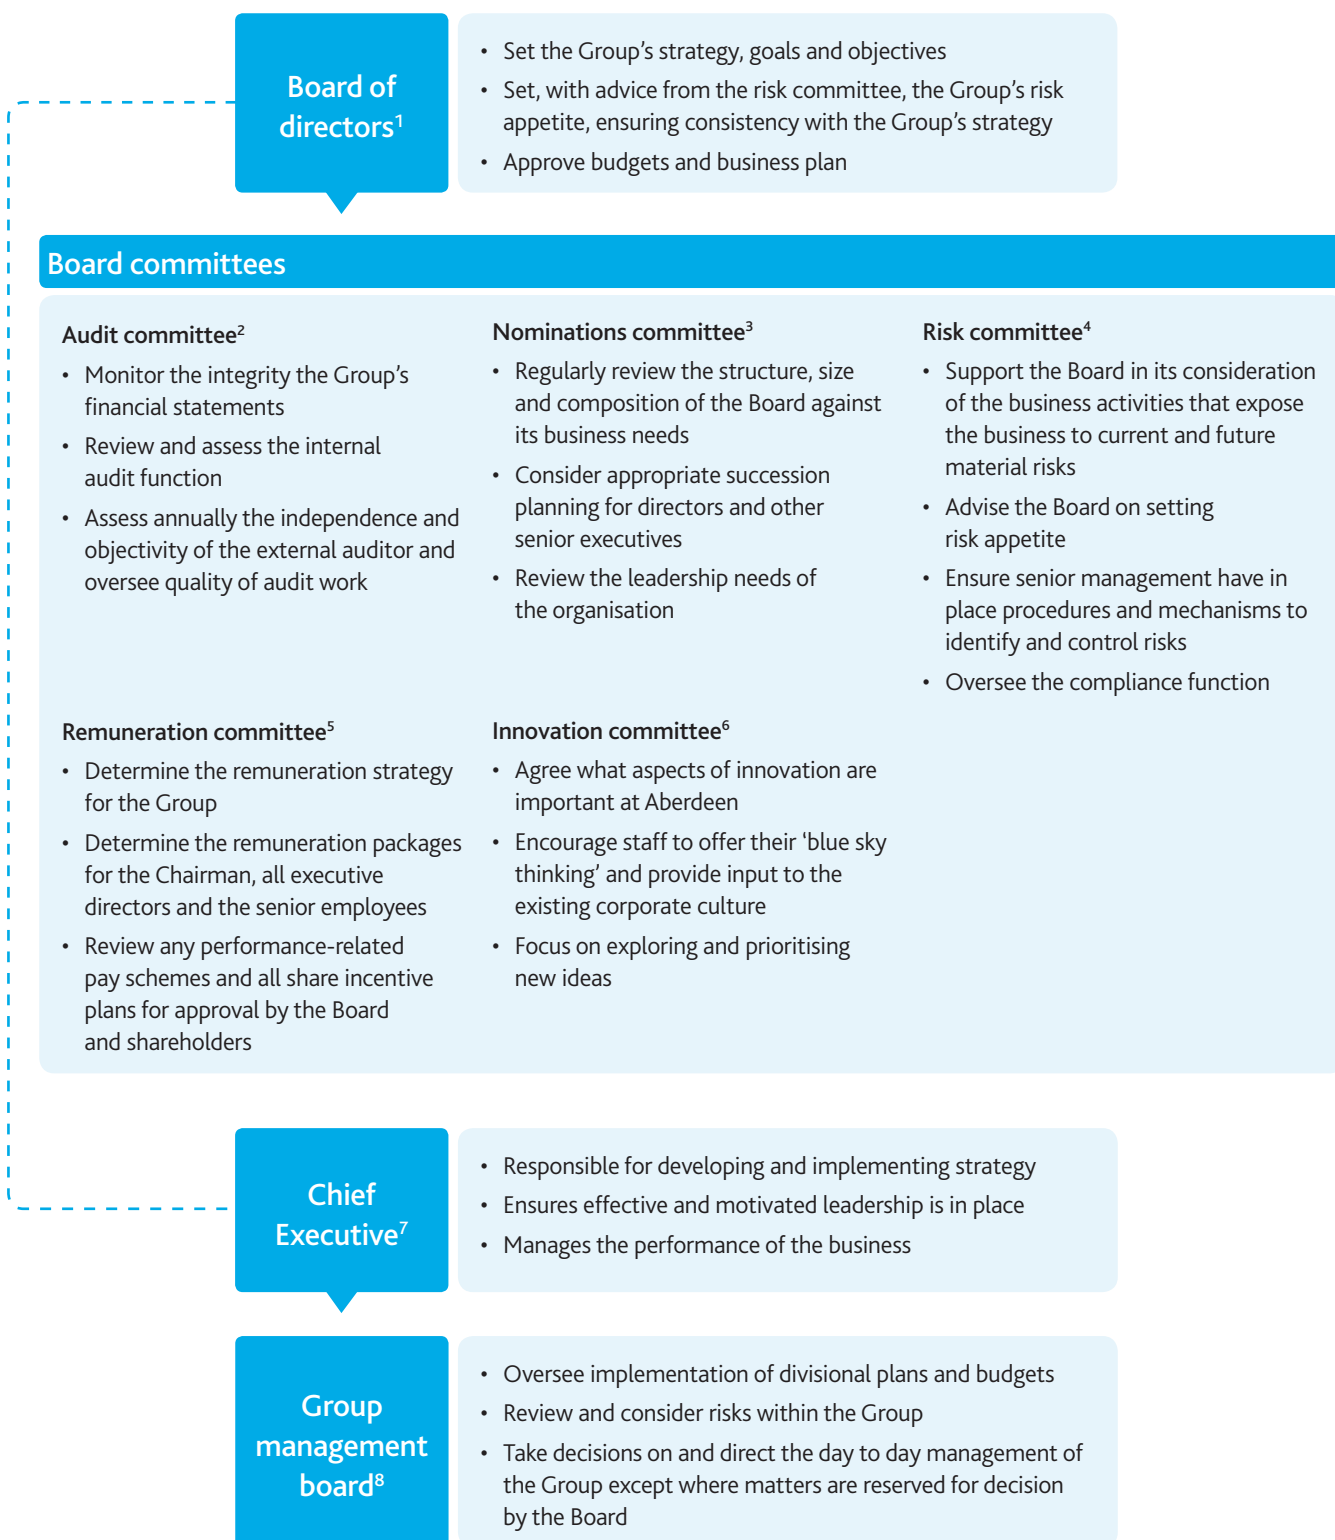 Board of
directors¹
• Set the Group’s strategy, goals and objectives
• Set, with advice from the risk committee, the Group’s risk
appetite, ensuring consistency with the Group’s strategy
• Approve budgets and business plan
Board committees
Audit committee²
• Monitor the integrity the Group’s
financial statements
• Review and assess the internal
audit function
• Assess annually the independence and
objectivity of the external auditor and
oversee quality of audit work
Nominations committee³
• Regularly review the structure, size
and composition of the Board against
its business needs
• Consider appropriate succession
planning for directors and other
senior executives
• Review the leadership needs of
the organisation
Risk committee⁴
• Support the Board in its consideration
of the business activities that expose
the business to current and future
material risks
• Advise the Board on setting
risk appetite
• Ensure senior management have in
place procedures and mechanisms to
identify and control risks
• Oversee the compliance function
Remuneration committee⁵
• Determine the remuneration strategy
for the Group
• Determine the remuneration packages
for the Chairman, all executive
directors and the senior employees
• Review any performance-related
pay schemes and all share incentive
plans for approval by the Board
and shareholders
Innovation committee⁶
• Agree what aspects of innovation are
important at Aberdeen
• Encourage staff to offer their ‘blue sky
thinking’ and provide input to the
existing corporate culture
• Focus on exploring and prioritising
new ideas
Chief
Executive⁷
• Responsible for developing and implementing strategy
• Ensures effective and motivated leadership is in place
• Manages the performance of the business
Group
management
board⁸
• Oversee implementation of divisional plans and budgets
• Review and consider risks within the Group
• Take decisions on and direct the day to day management of
the Group except where matters are reserved for decision
by the Board